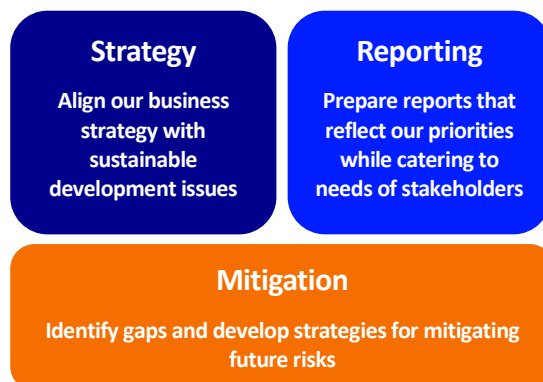 Strategy
Align our business
strategy with
sustainable
development issues
Reporting
Prepare reports that
reflect our priorities
while catering to
needs of stakeholders
Mitigation
Identify gaps and develop strategies for mitigating
future risks